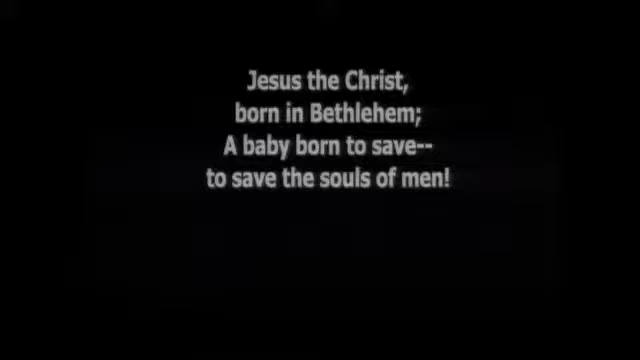 Jesus the Christ,
born in Bethlehem;
A baby born to save--
to save the souls of men!